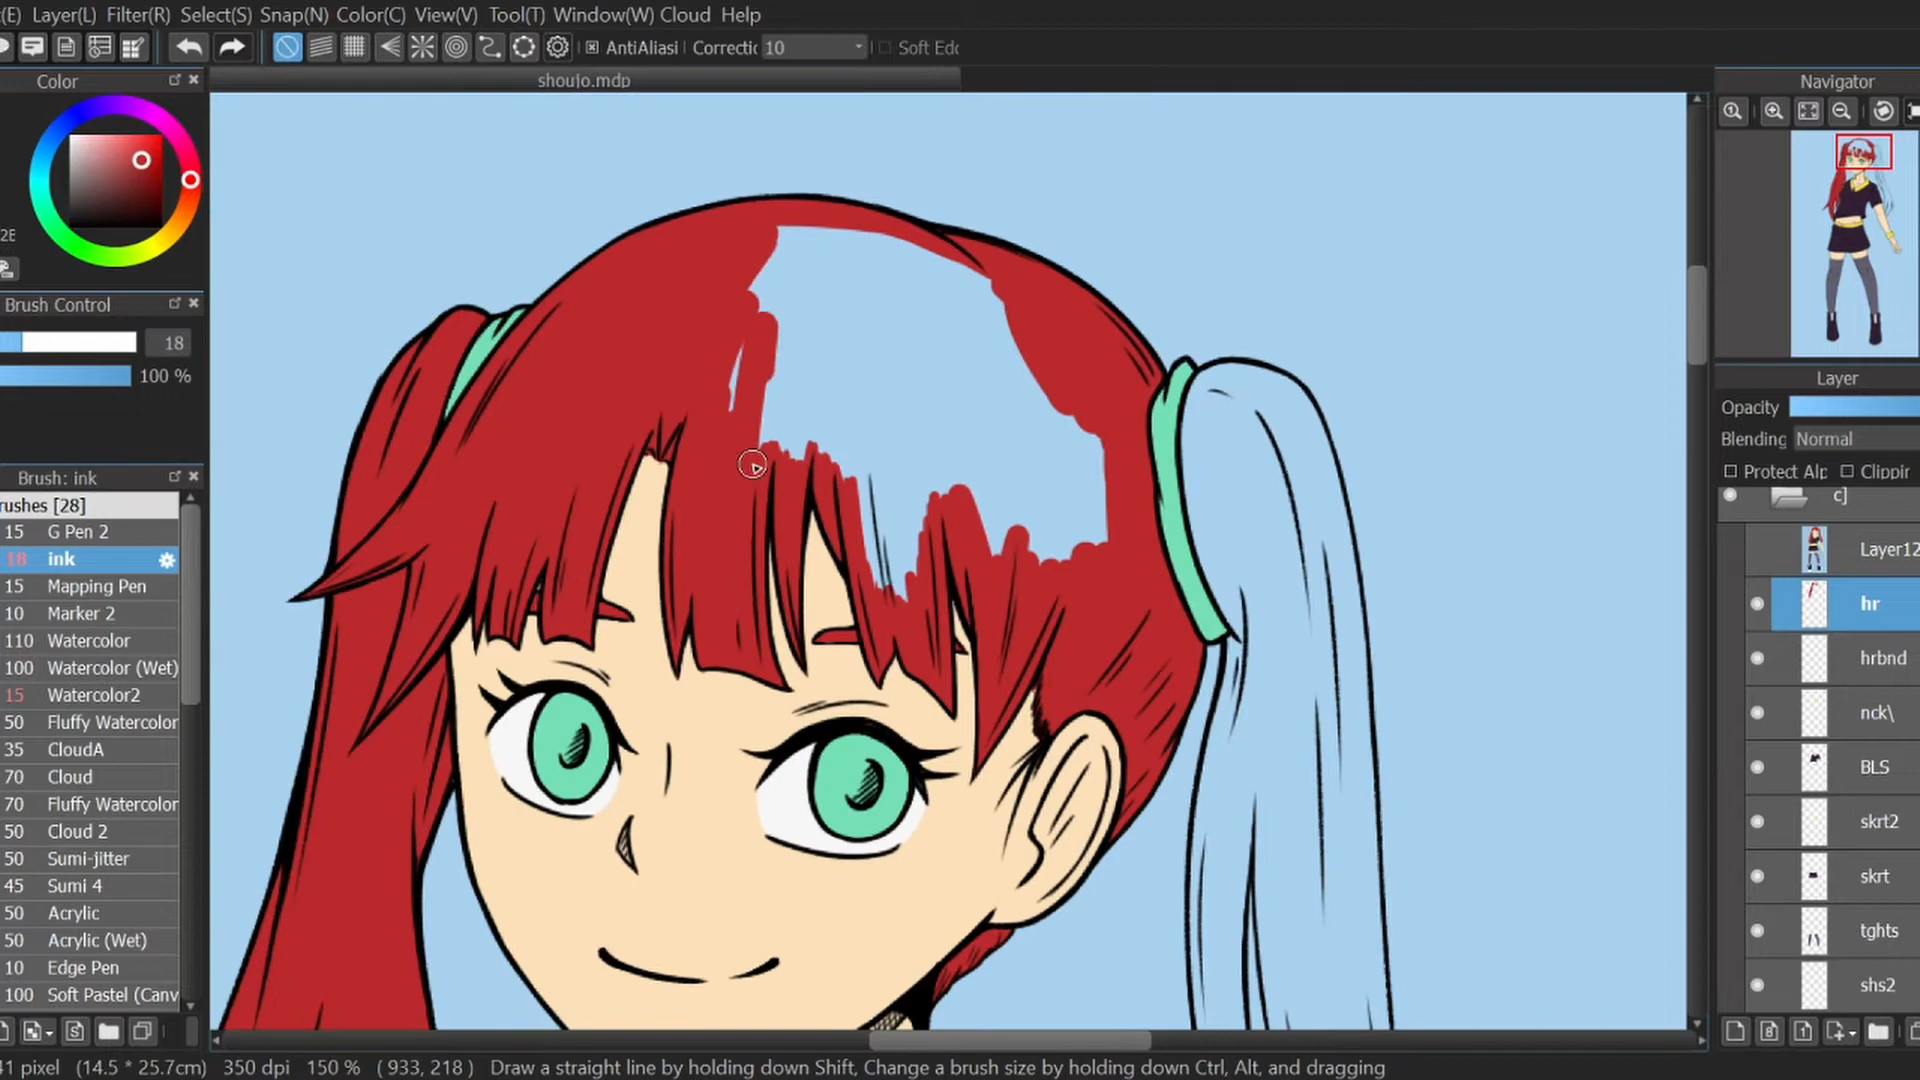 (E) Layer(L) Filter(R) Select(S) Snap(N) Color(C) View(V) Tool(T) Window(W) Cloud Help
AntiAliasi Correctic 10 Soft Edc
Color
shoujo.mdp
Navigator
2E
Brush Control
18
100 %
Brush: ink
rushes [28]
15 G Pen 2
18 ink
15 Mapping Pen
10 Marker 2
110 Watercolor
100 Watercolor (Wet)
15 Watercolor2
50 Fluffy Watercolor
35 CloudA
70 Cloud
70 Fluffy Watercolor
50 Cloud 2
50 Sumi-jitter
45 Sumi 4
50 Acrylic
50 Acrylic (Wet)
10 Edge Pen
100 Soft Pastel (Canv
Layer
Opacity
Blending Normal
Protect Alp Clippir
c]
Layer12
hr
hrbnd
nck\
BLS
skrt2
skrt
tghts
shs2
41 pixel (14.5 * 25.7cm) 350 dpi 150 % ( 933, 218 ) Draw a straight line by holding down Shift, Change a brush size by holding down Ctrl, Alt, and dragging